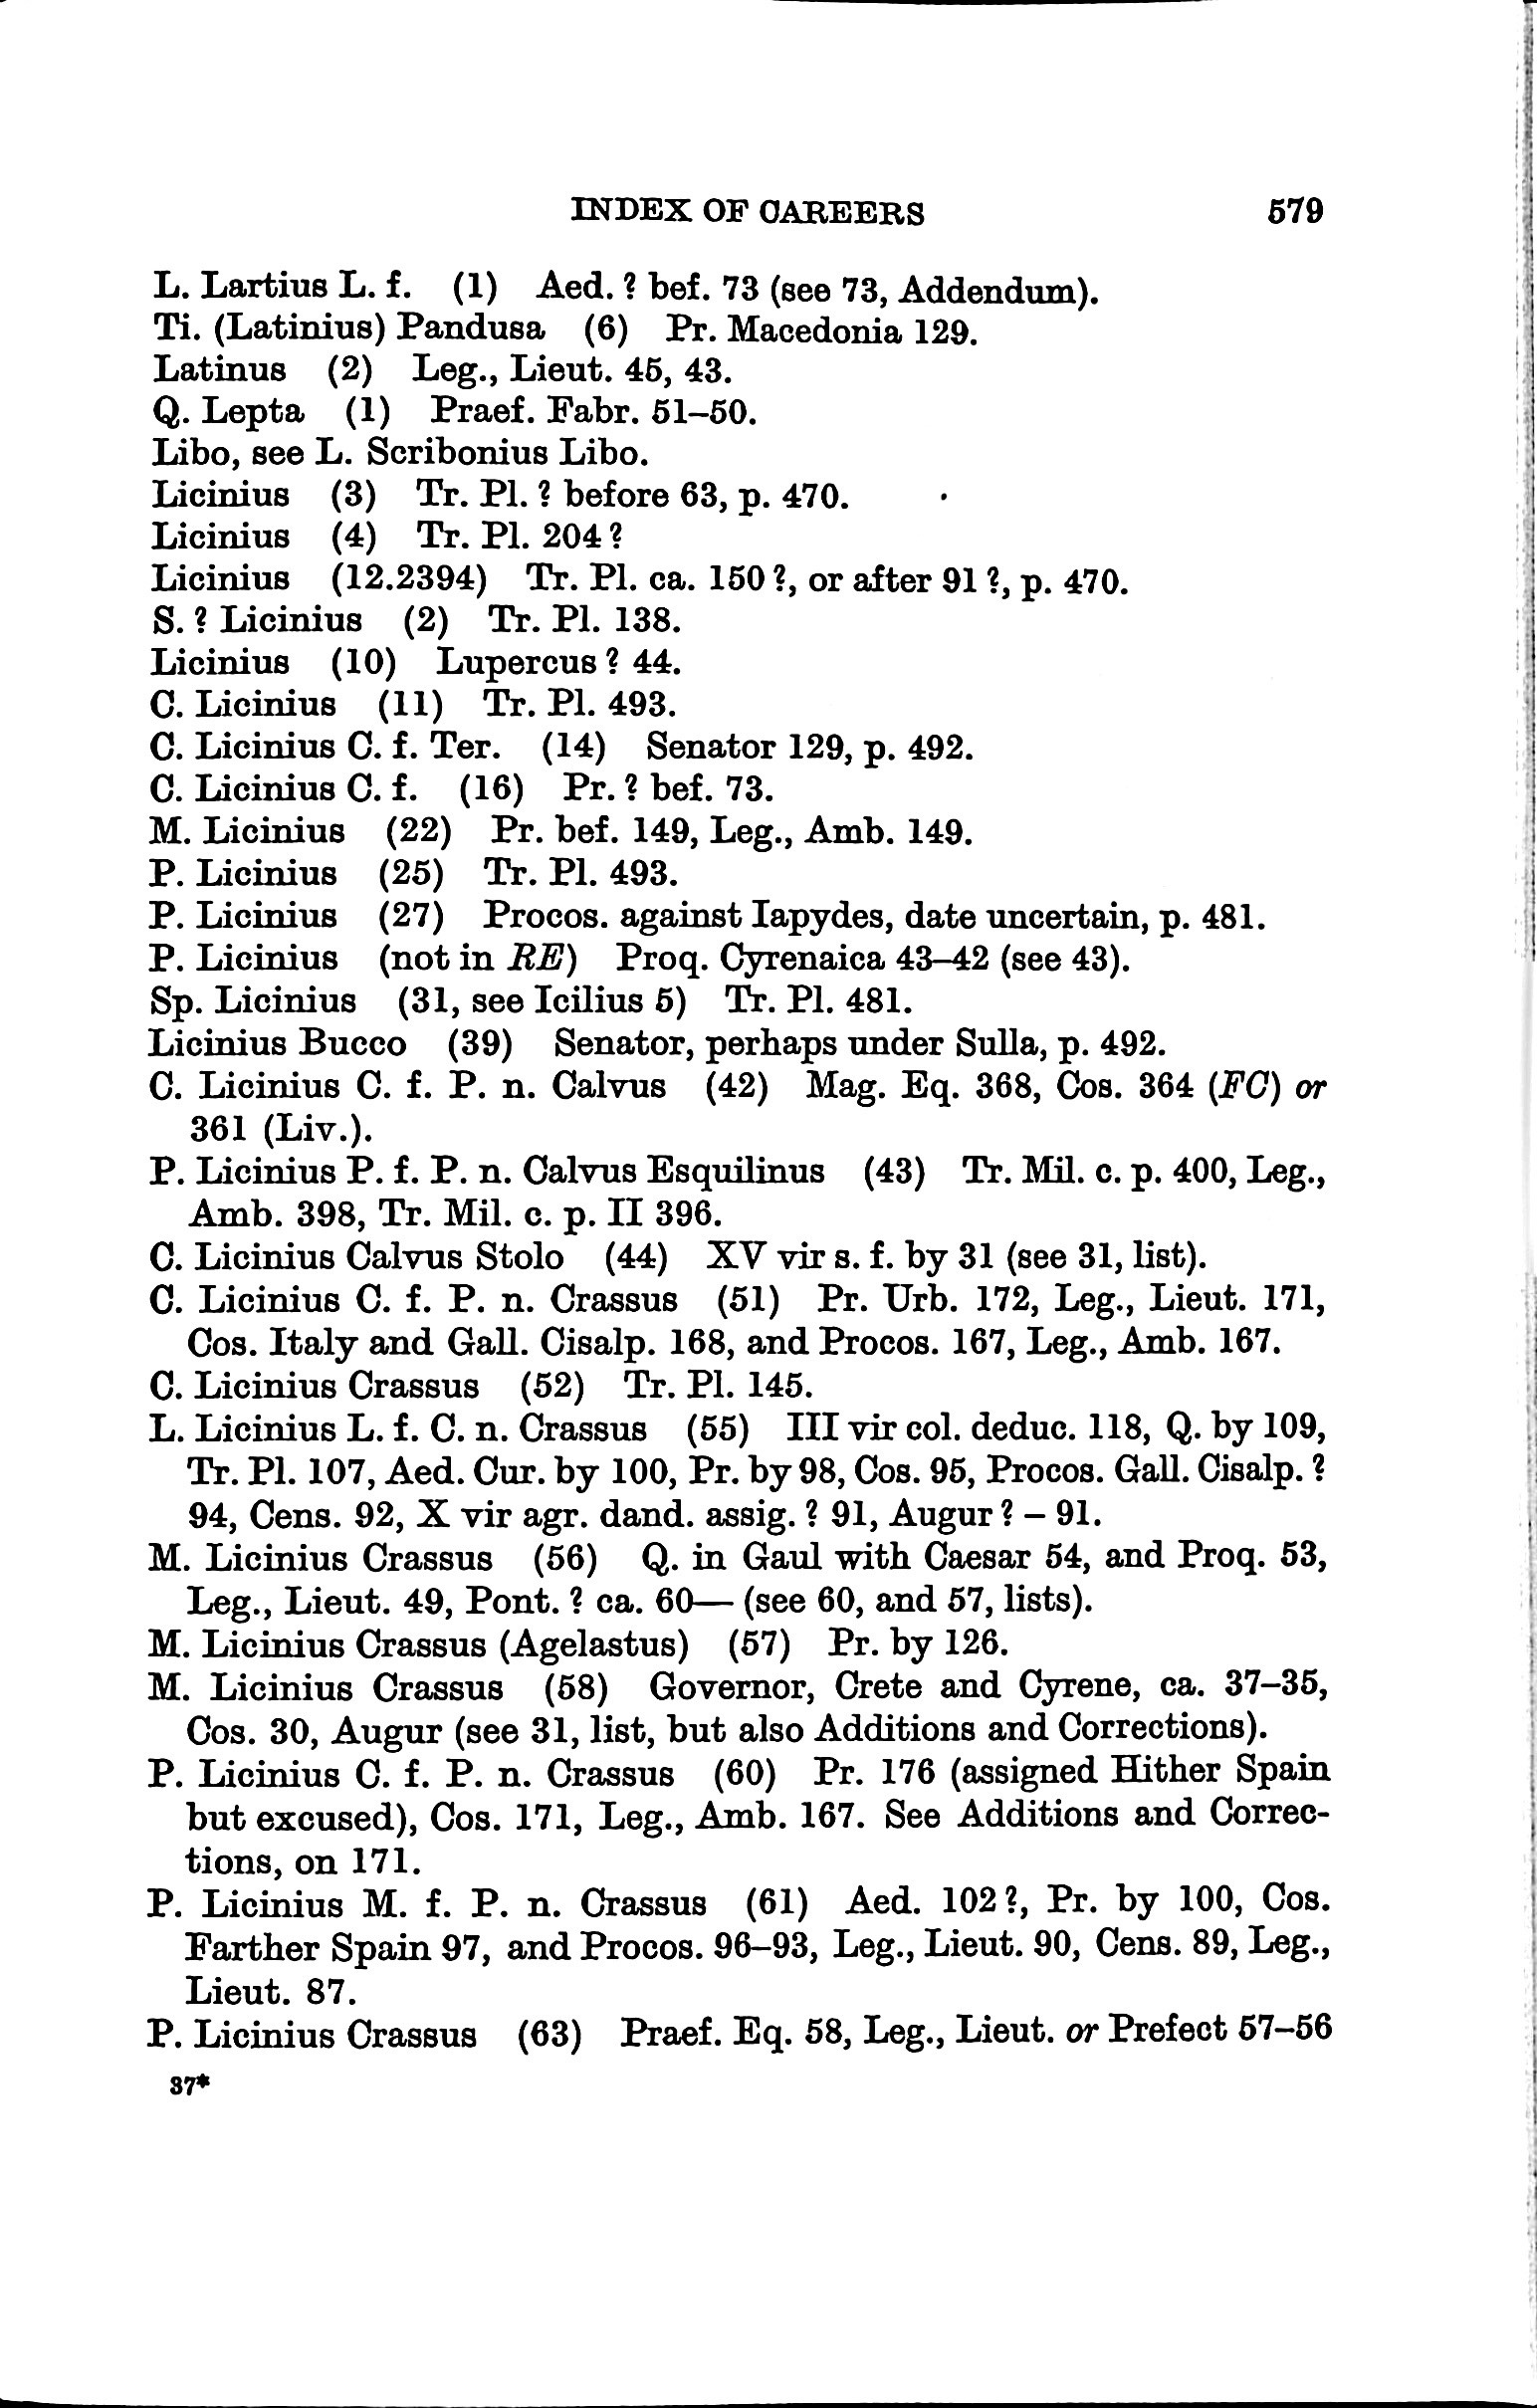 INDEX OF CAREERS 579
L. Lartius L. f. (1) Aed. ? bef. 73 (see 73, Addendum).
Ti. (Latinius) Pandusa (6) Pr. Macedonia 129.
Latinus (2) Leg., Lieut. 45, 43.
Q. Lepta (1) Praef. Fabr. 51–50.
Libo, see L. Scribonius Libo.
Licinius (3) Tr. Pl. ? before 63, p. 470.
Licinius (4) Tr. Pl. 204 ?
Licinius (12.2394) Tr. Pl. ca. 150 ?, or after 91 ?, p. 470.
S. ? Licinius (2) Tr. Pl. 138.
Licinius (10) Lupercus ? 44.
C. Licinius (11) Tr. Pl. 493.
C. Licinius C. f. Ter. (14) Senator 129, p. 492.
C. Licinius C. f. (16) Pr. ? bef. 73.
M. Licinius (22) Pr. bef. 149, Leg., Amb. 149.
P. Licinius (25) Tr. Pl. 493.
P. Licinius (27) Procos. against Iapydes, date uncertain, p. 481.
P. Licinius (not in RE) Proq. Cyrenaica 43–42 (see 43).
Sp. Licinius (31, see Icilius 5) Tr. Pl. 481.
Licinius Bucco (39) Senator, perhaps under Sulla, p. 492.
C. Licinius C. f. P. n. Calvus (42) Mag. Eq. 368, Cos. 364 (FC) or
361 (Liv.).
P. Licinius P. f. P. n. Calvus Esquilinus (43) Tr. Mil. c. p. 400, Leg.,
Amb. 398, Tr. Mil. c. p. II 396.
C. Licinius Calvus Stolo (44) XV vir s. f. by 31 (see 31, list).
C. Licinius C. f. P. n. Crassus (51) Pr. Urb. 172, Leg., Lieut. 171,
Cos. Italy and Gall. Cisalp. 168, and Procos. 167, Leg., Amb. 167.
C. Licinius Crassus (52) Tr. Pl. 145.
L. Licinius L. f. C. n. Crassus (55) III vir col. deduc. 118, Q. by 109,
Tr. Pl. 107, Aed. Cur. by 100, Pr. by 98, Cos. 95, Procos. Gall. Cisalp. ?
94, Cens. 92, X vir agr. dand. assig. ? 91, Augur ? – 91.
M. Licinius Crassus (56) Q. in Gaul with Caesar 54, and Proq. 53,
Leg., Lieut. 49, Pont. ? ca. 60— (see 60, and 57, lists).
M. Licinius Crassus (Agelastus) (57) Pr. by 126.
M. Licinius Crassus (58) Governor, Crete and Cyrene, ca. 37–35,
Cos. 30, Augur (see 31, list, but also Additions and Corrections).
P. Licinius C. f. P. n. Crassus (60) Pr. 176 (assigned Hither Spain
but excused), Cos. 171, Leg., Amb. 167. See Additions and Correc-
tions, on 171.
P. Licinius M. f. P. n. Crassus (61) Aed. 102 ?, Pr. by 100, Cos.
Farther Spain 97, and Procos. 96–93, Leg., Lieut. 90, Cens. 89, Leg.,
Lieut. 87.
P. Licinius Crassus (63) Praef. Eq. 58, Leg., Lieut. or Prefect 57–56
37*